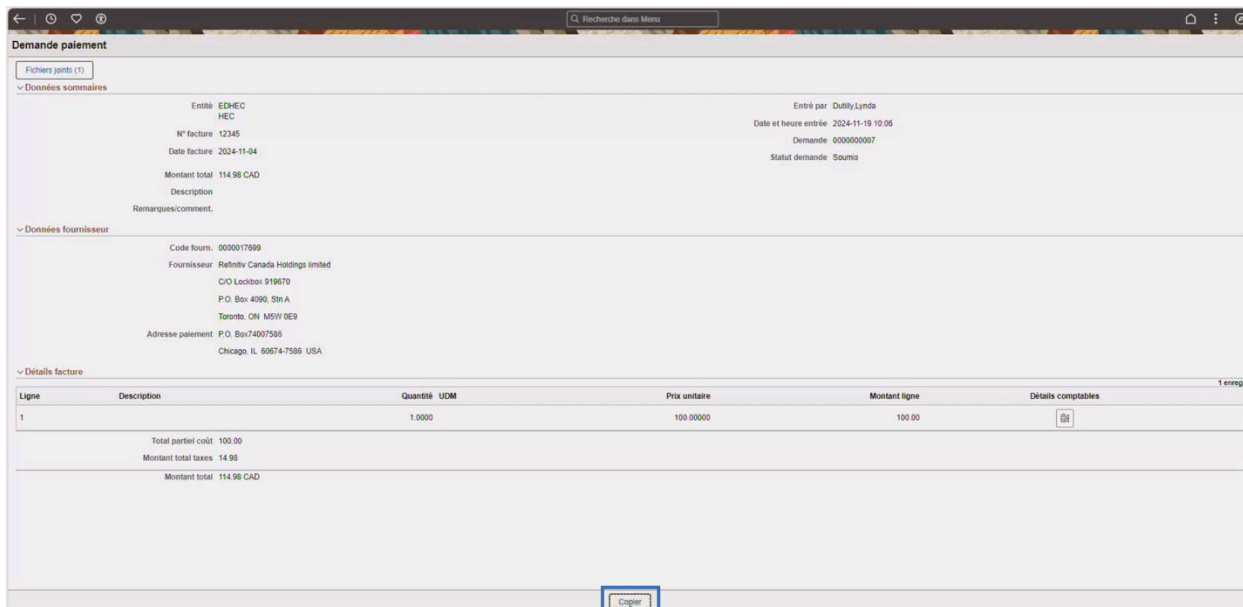 Recherche dans Menu
Demande paiement
Fichiers joints (1)
Données sommaires
Entité EDHEC
HEC
N° facture 12345
Date facture 2024-11-04
Montant total 114.98 CAD
Description
Remarques/comment.
Entré par Dutilly,Lynda
Date et heure entrée 2024-11-19 10:06
Demande 0000000007
Statut demande Soumis
Données fournisseur
Code fourn. 0000017699
Fournisseur Refinitiv Canada Holdings limited
C/O Lockbox 919670
P.O. Box 4090, Stn A
Toronto, ON M5W 0E9
Adresse paiement P.O. Box74007586
Chicago, IL 60674-7586 USA
Détails facture
1 enreg
Ligne Description Quantité UDM Prix unitaire Montant ligne Détails comptables
1 1.0000 100.00000 100.00
Total partiel coût 100.00
Montant total taxes 14.98
Montant total 114.98 CAD
Copier